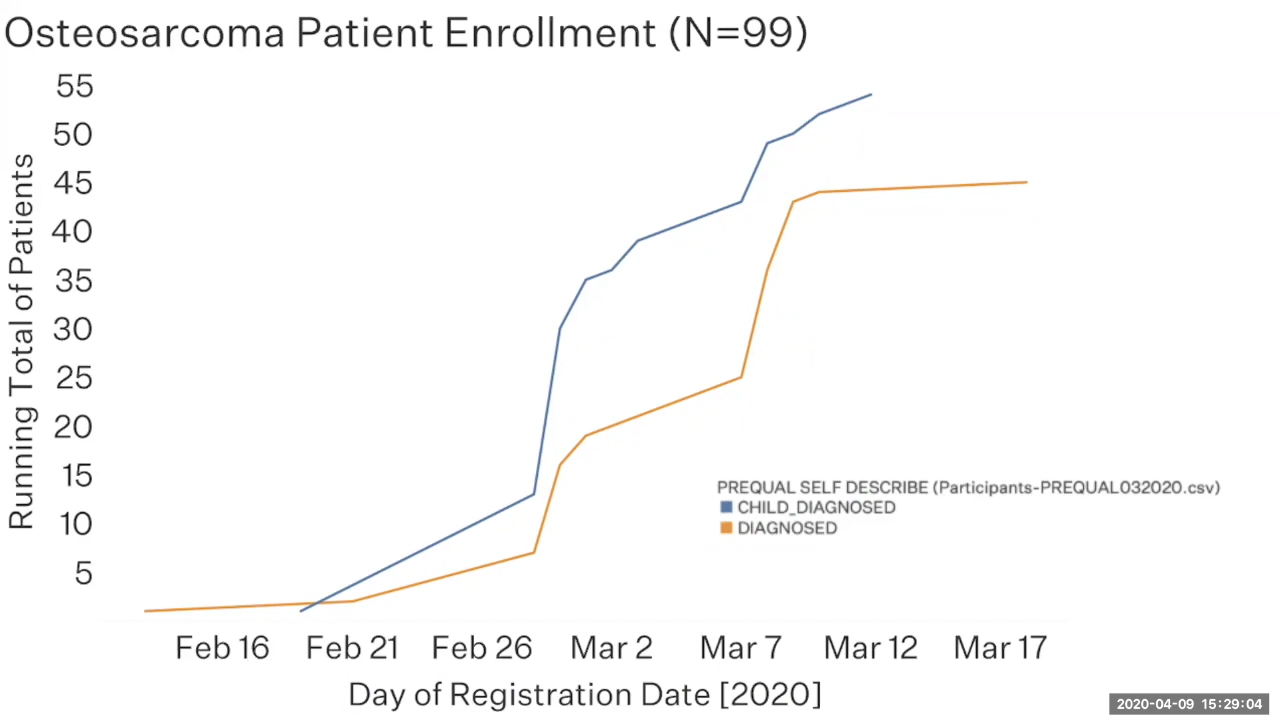 Osteosarcoma Patient Enrollment (N=99)
Running Total of Patients
55
50
45
40
35
30
25
20
15
10
5
PREQUAL SELF DESCRIBE (Participants-PREQUAL032020.csv)
CHILD_DIAGNOSED
DIAGNOSED
Feb 16 Feb 21 Feb 26 Mar 2 Mar 7 Mar 12 Mar 17
Day of Registration Date [2020]
2020-04-09 15:29:04